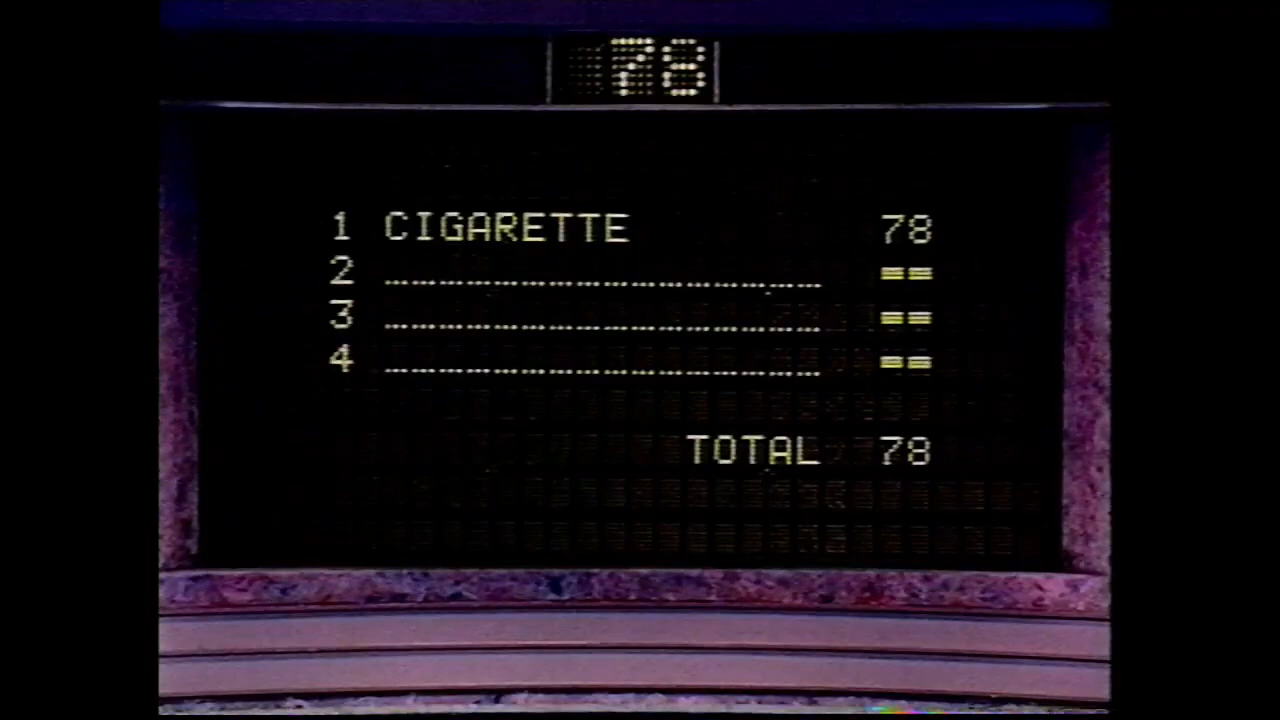 78
1 CIGARETTE 78
2 ................................ ==
3 ................................ ==
4 ................................ ==
TOTAL 78